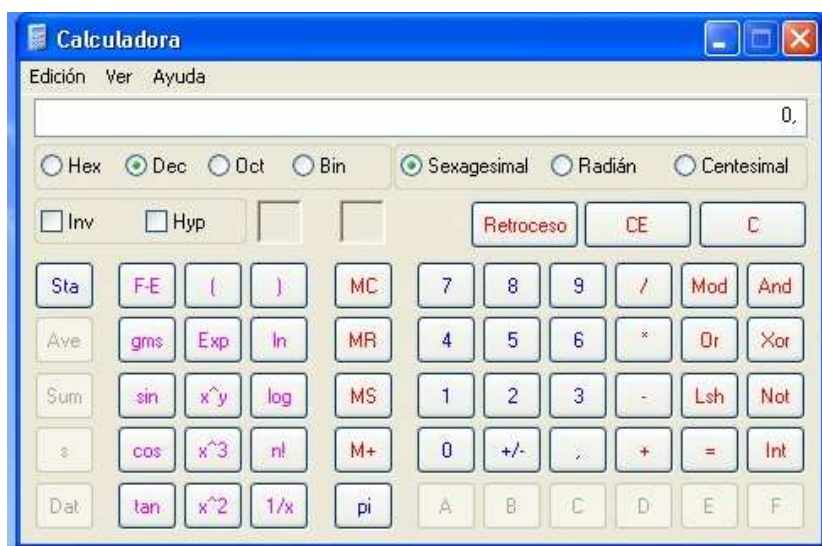 Calculadora
Edición Ver Ayuda
0,
Hex Dec Oct Bin Sexagesimal Radián Centesimal
Inv Hyp Retroceso CE C
Sta F-E ( ) MC 7 8 9 / Mod And
Ave gms Exp ln MR 4 5 6 * Or Xor
Sum sin x^y log MS 1 2 3 - Lsh Not
s cos x^3 n! M+ 0 +/- , + = Int
Dat tan x^2 1/x pi A B C D E F